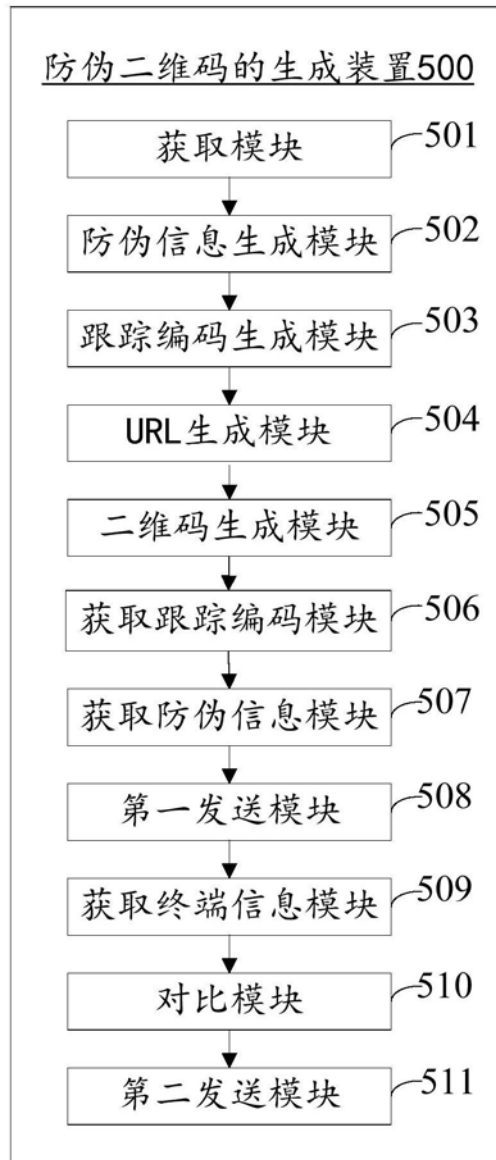 防伪二维码的生成装置500
获取模块 501
防伪信息生成模块 502
跟踪编码生成模块 503
URL生成模块 504
二维码生成模块 505
获取跟踪编码模块 506
获取防伪信息模块 507
第一发送模块 508
获取终端信息模块 509
对比模块 510
第二发送模块 511